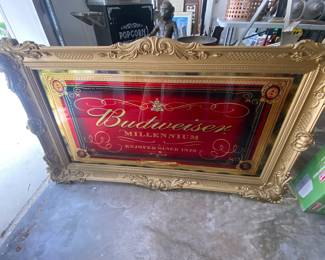 POPCORN
Budweiser
MILLENNIUM
ENJOYED SINCE 1876